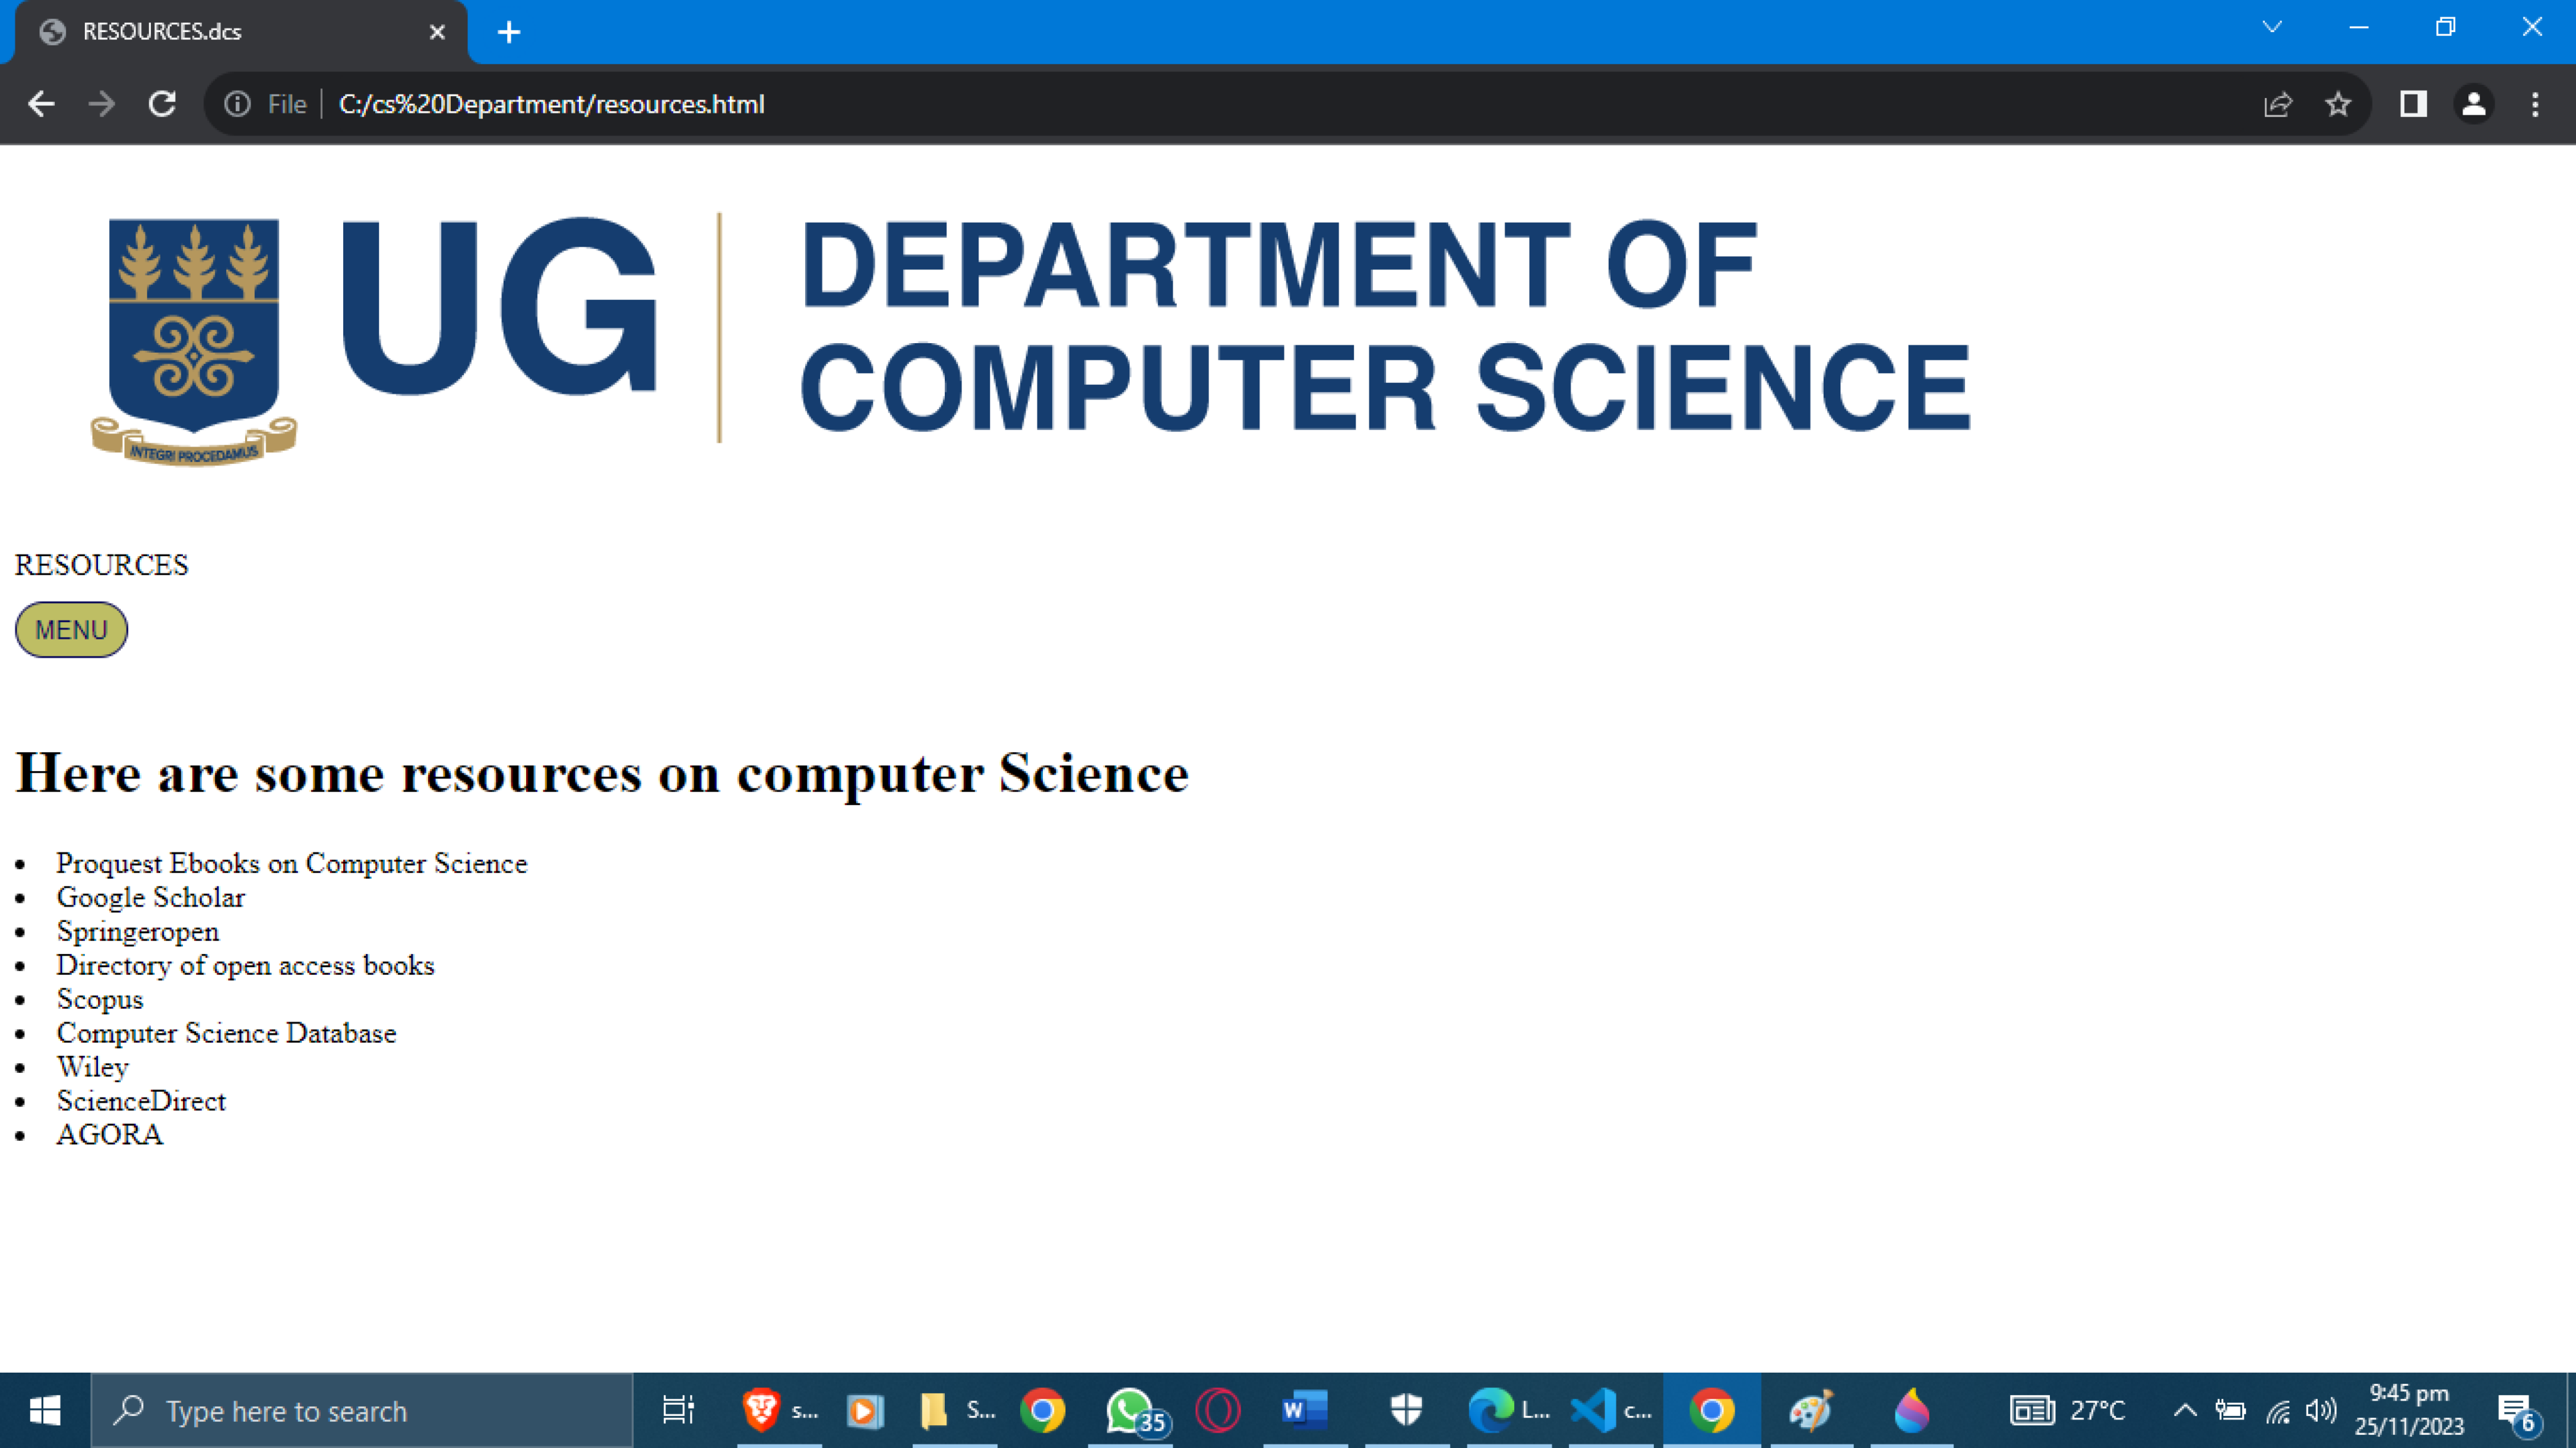 RESOURCES.dcs
File C:/cs%20Department/resources.html
UG
DEPARTMENT OF
COMPUTER SCIENCE
INTEGRI PROCEDAMUS
RESOURCES
MENU
Here are some resources on computer Science
Proquest Ebooks on Computer Science
Google Scholar
Springeropen
Directory of open access books
Scopus
Computer Science Database
Wiley
ScienceDirect
AGORA
Type here to search
s...
S...
35
W
L...
c...
27°C
9:45 pm
25/11/2023
6